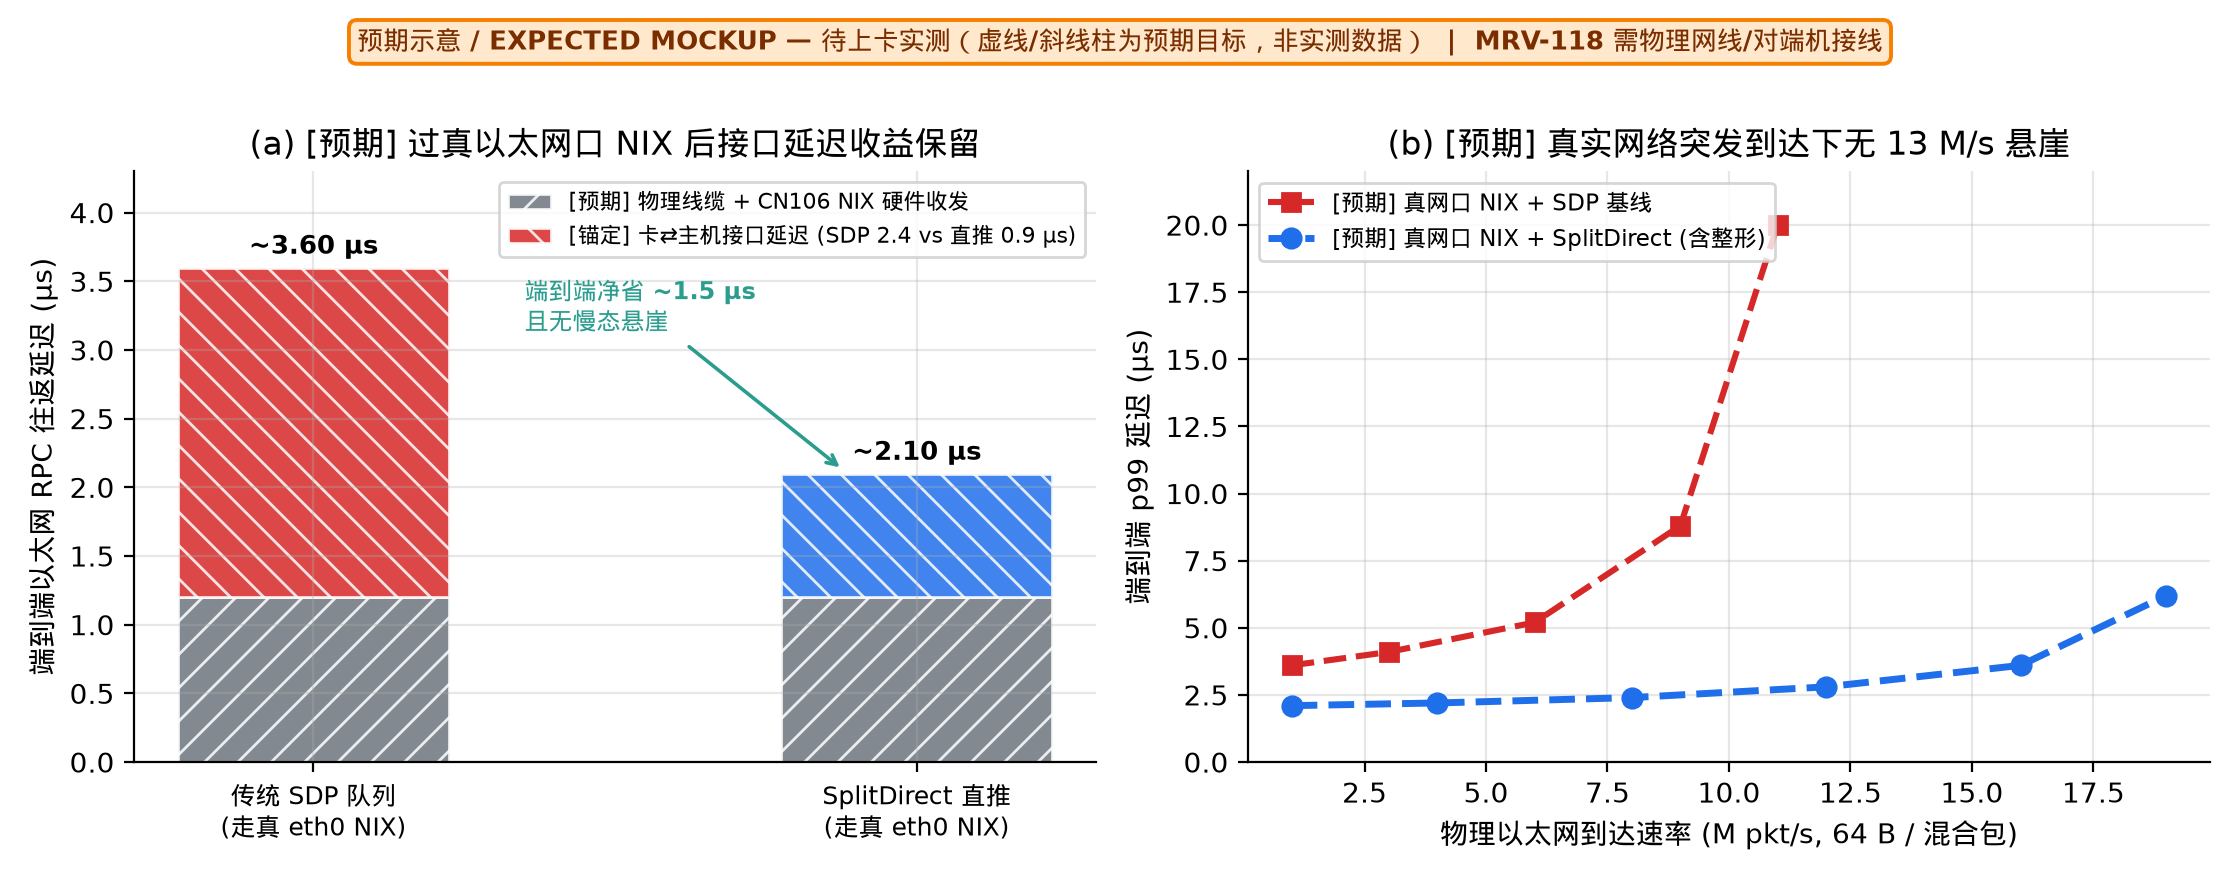 预期示意 / EXPECTED MOCKUP — 待上卡实测（虚线/斜线柱为预期目标，非实测数据） | MRV-118 需物理网线/对端机接线
(a) [预期] 过真以太网口 NIX 后接口延迟收益保留
端到端以太网 RPC 往返延迟 (µs)
4.0
3.5
3.0
2.5
2.0
1.5
1.0
0.5
0.0
[预期] 物理线缆 + CN106 NIX 硬件收发
[锚定] 卡⇄主机接口延迟 (SDP 2.4 vs 直推 0.9 µs)
~3.60 µs
端到端净省 ~1.5 µs
且无慢态悬崖
~2.10 µs
传统 SDP 队列
(走真 eth0 NIX)
SplitDirect 直推
(走真 eth0 NIX)
(b) [预期] 真实网络突发到达下无 13 M/s 悬崖
端到端 p99 延迟 (µs)
20.0
17.5
15.0
12.5
10.0
7.5
5.0
2.5
0.0
[预期] 真网口 NIX + SDP 基线
[预期] 真网口 NIX + SplitDirect (含整形)
2.5 5.0 7.5 10.0 12.5 15.0 17.5
物理以太网到达速率 (M pkt/s, 64 B / 混合包)